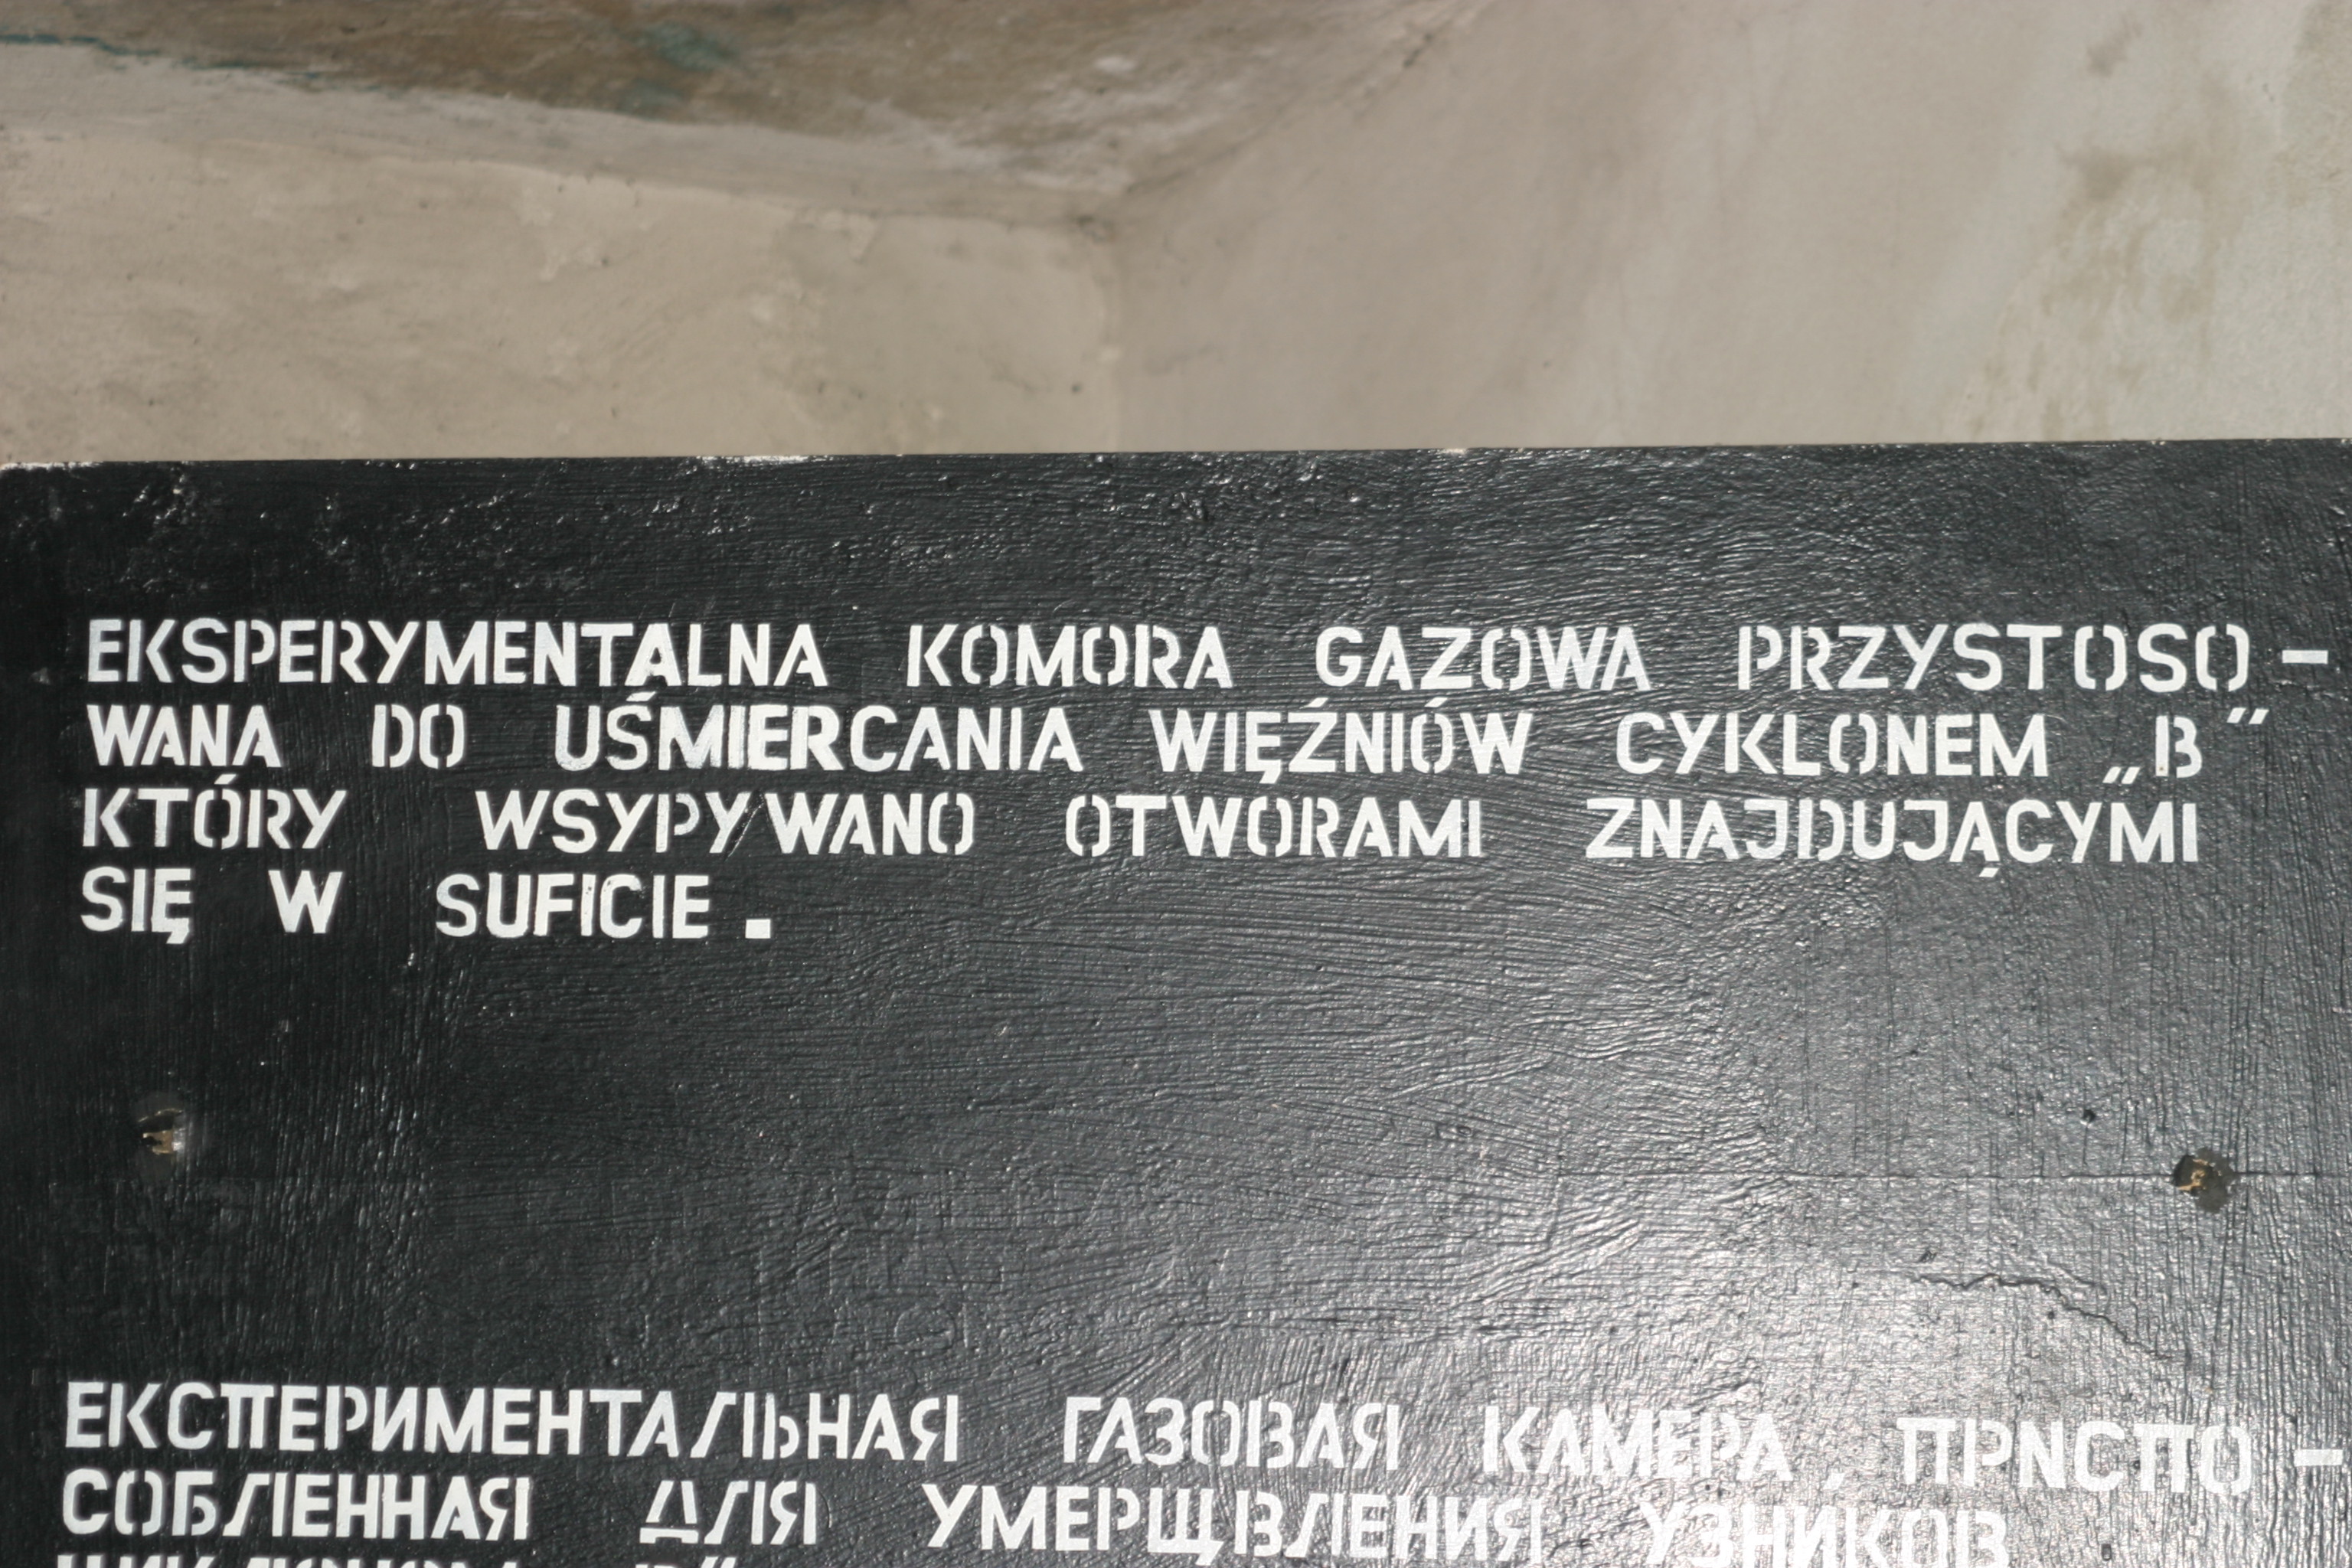 EKSPERYMENTALNA KOMORA GAZOWA PRZYSTOSO-
WANA DO UŚMIERCANIA WIĘŹNIÓW CYKLONEM „B"
KTÓRY WSYPYWANO OTWORAMI ZNAJDUJĄCYMI
SIĘ W SUFICIE.
ЕКСПЕРИМЕНТАЛЬНАЯ ГАЗОВАЯ КАМЕРА, ПРИСПО-
СОБЛЕННАЯ ДЛЯ УМЕРЩВЛЕНИЯ УЗНИКОВ